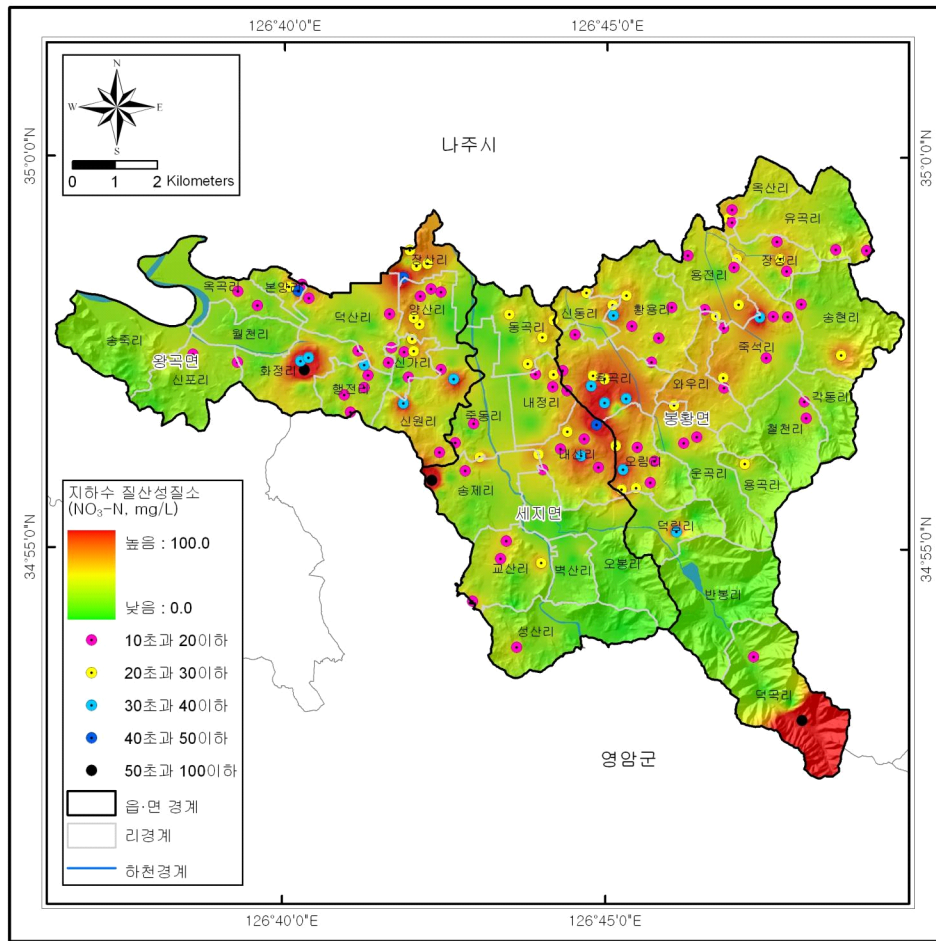 126°40'0"E
126°45'0"E
35°0'0"N
35°0'0"N
34°55'0"N
34°55'0"N
126°40'0"E
126°45'0"E
N
W
E
S
0 1 2 Kilometers
나주시
영암군
옥산리
유곡리
장산리
용전리
장성리
옥곡리
본양리
양산리
덕산리
동곡리
신동리
황용리
송현리
송죽리
월천리
죽석리
왕곡면
신포리
화정리
신가리
행전리
내정리
와우리
각동리
신원리
죽동리
봉황면
철천리
내산리
오림리
운곡리
용곡리
송제리
세지면
덕림리
교산리
벽산리
오봉리
반봉리
성산리
덕곡리
지하수 질산성질소
(NO₃-N, mg/L)
높음 : 100.0
낮음 : 0.0
10초과 20이하
20초과 30이하
30초과 40이하
40초과 50이하
50초과 100이하
읍·면 경계
리경계
하천경계